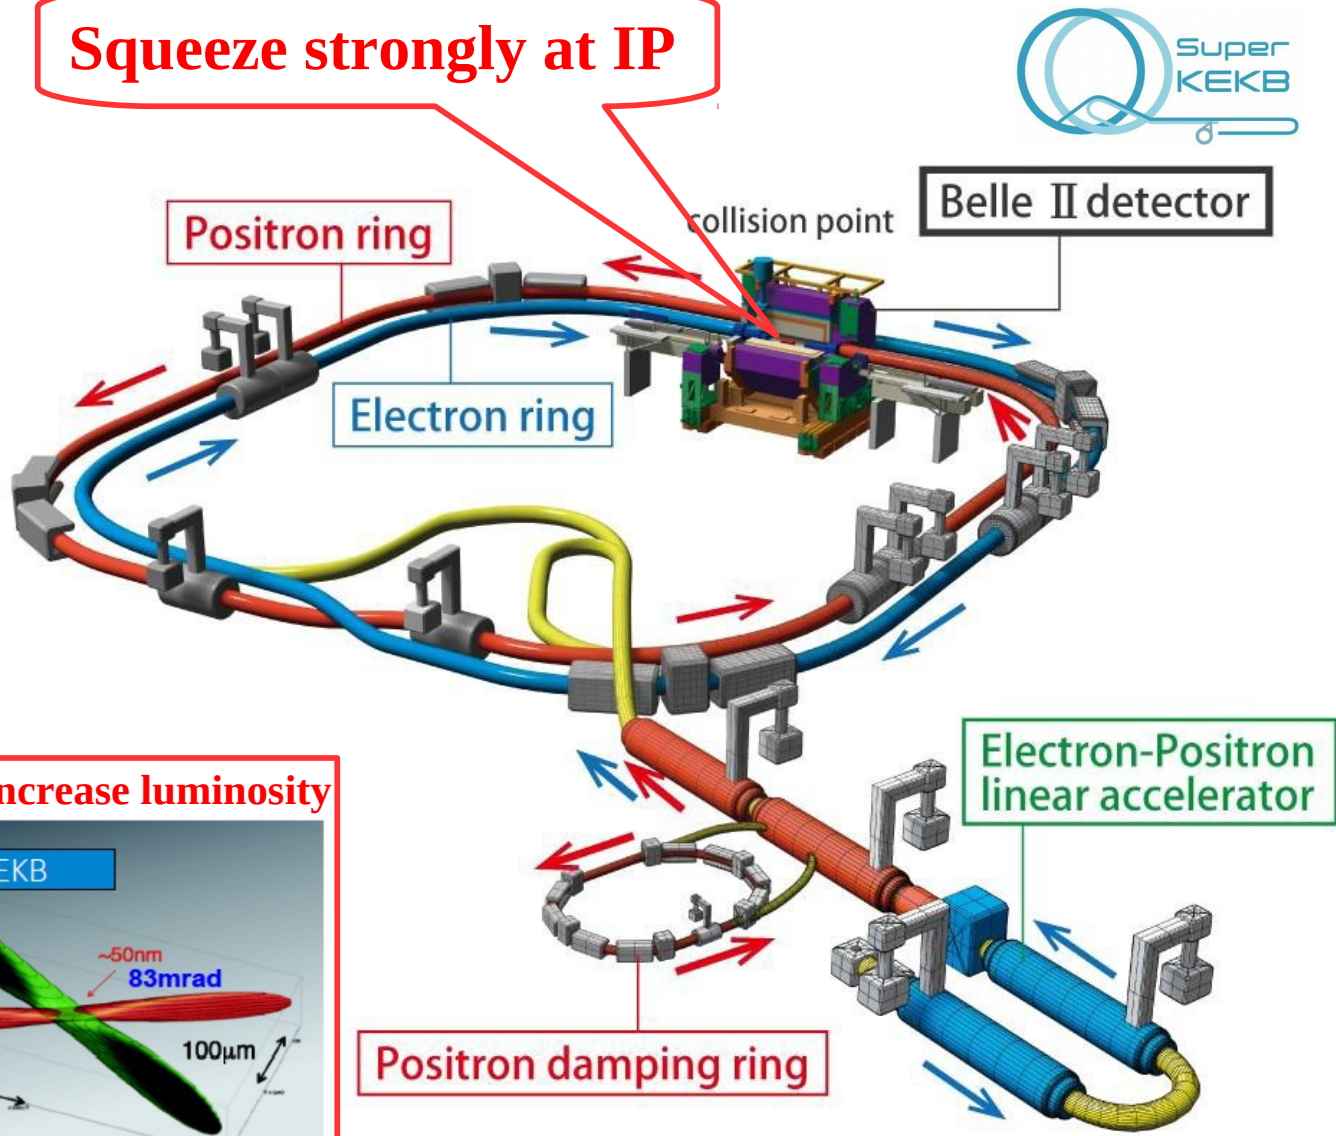 Squeeze strongly at IP
Super
KEKB
Belle II detector
collision point
Positron ring
Electron ring
Electron-Positron
linear accelerator
ncrease luminosity
EKB
~50nm
83mrad
100μm
Positron damping ring